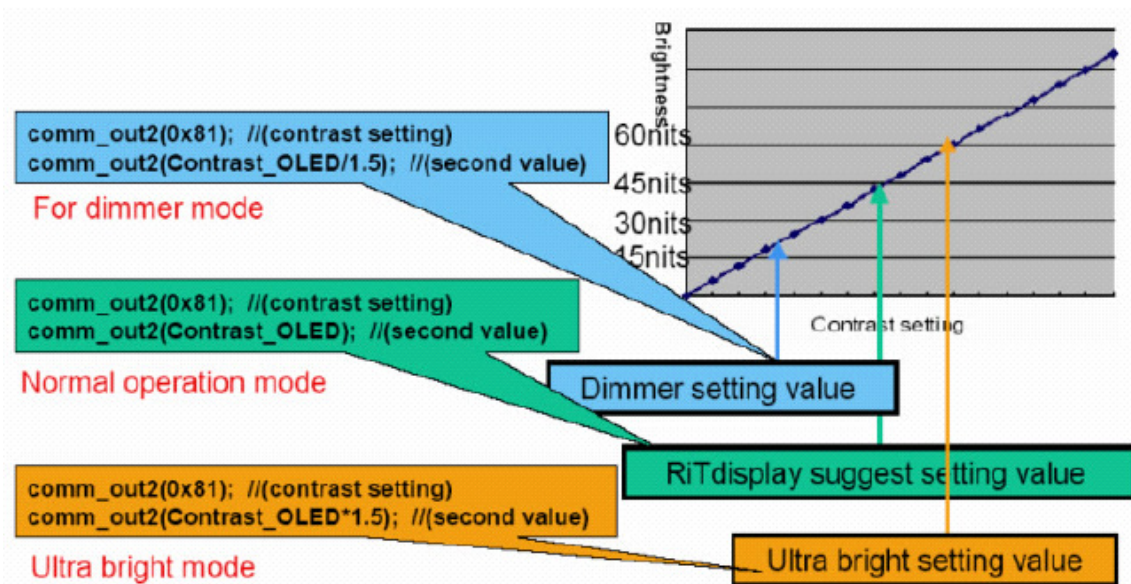 Brightness
comm_out2(0x81); //(contrast setting)
comm_out2(Contrast_OLED/1.5); //(second value)
For dimmer mode
60nits
45nits
30nits
15nits
Contrast setting
comm_out2(0x81); //(contrast setting)
comm_out2(Contrast_OLED); //(second value)
Normal operation mode
Dimmer setting value
RiTdisplay suggest setting value
comm_out2(0x81); //(contrast setting)
comm_out2(Contrast_OLED*1.5); //(second value)
Ultra bright mode
Ultra bright setting value